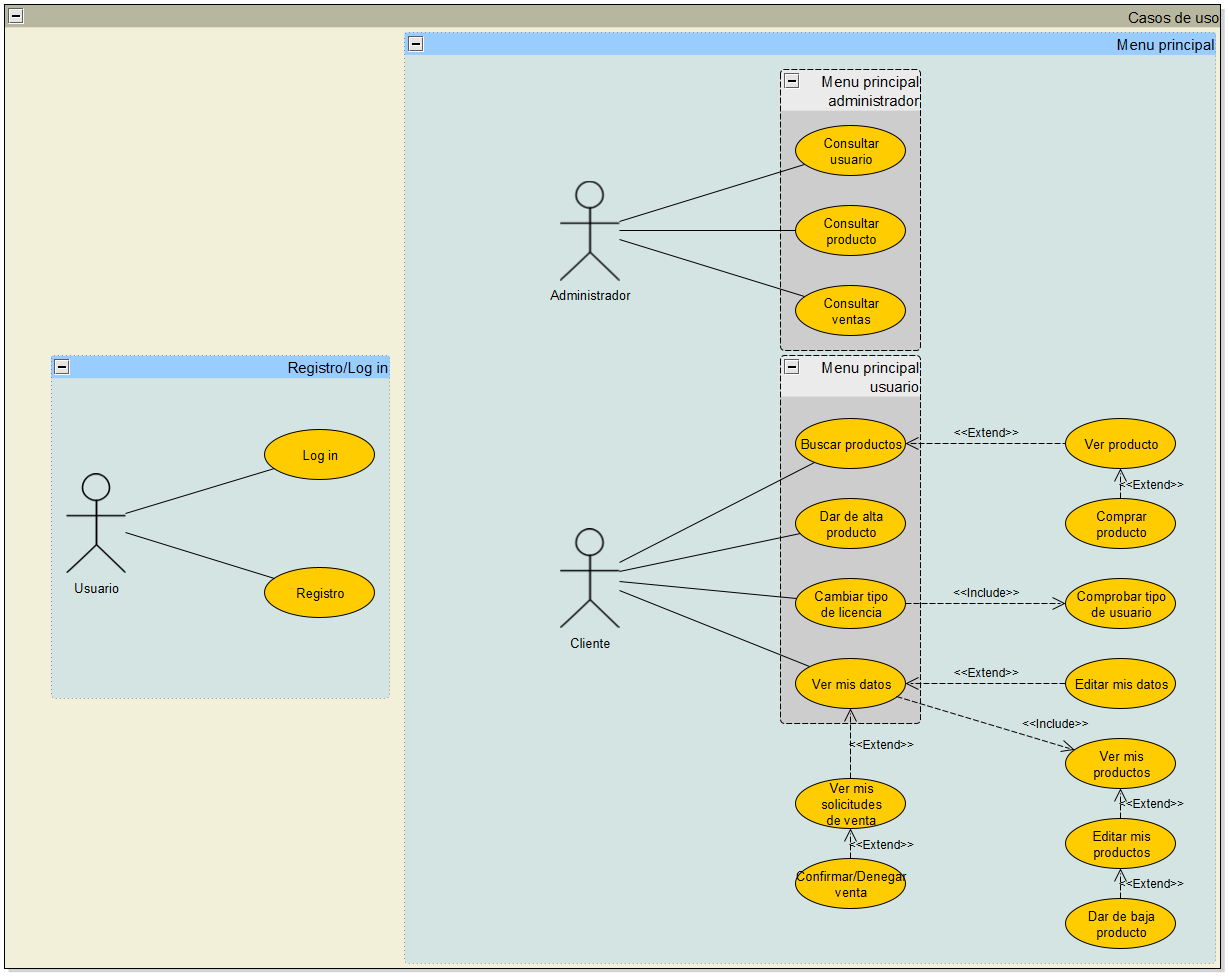 Casos de uso
Menu principal
Menu principal
administrador
Consultar
usuario
Consultar
producto
Administrador
Consultar
ventas
Registro/Log in
Log in
Usuario
Registro
Menu principal
usuario
Buscar productos
<<Extend>>
Ver producto
<<Extend>>
Dar de alta
producto
Comprar
producto
Cliente
Cambiar tipo
de licencia
<<Include>>
Comprobar tipo
de usuario
Ver mis datos
<<Extend>>
Editar mis datos
<<Include>>
<<Extend>>
Ver mis
productos
Ver mis
solicitudes
de venta
<<Extend>>
<<Extend>>
Editar mis
productos
Confirmar/Denegar
venta
<<Extend>>
Dar de baja
producto